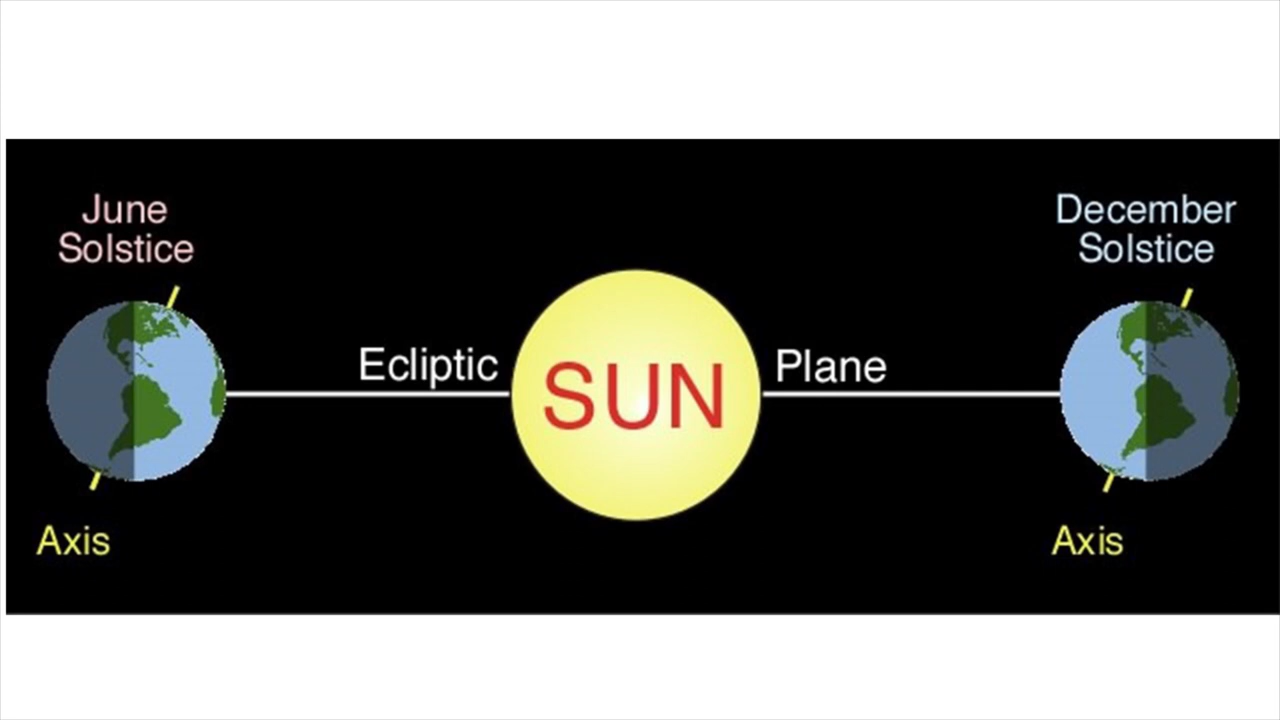 June
Solstice
December
Solstice
Ecliptic
SUN
Plane
Axis
Axis